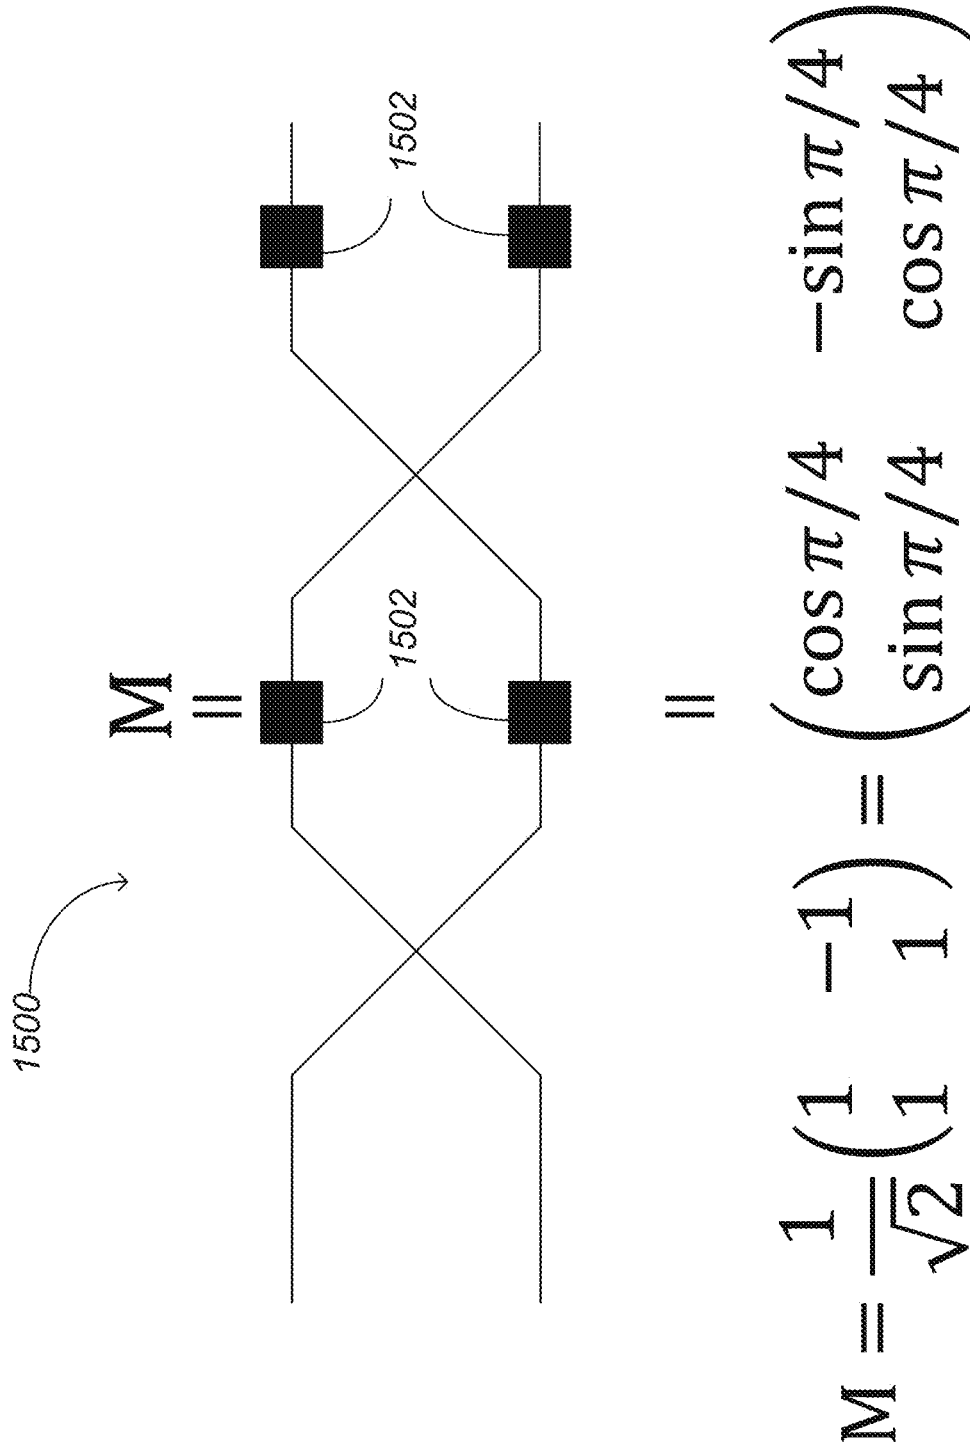 1500
M
=
1502
1502
=
M = 1/√2 (1 −1
1 1) = (cos π/4 −sin π/4
sin π/4 cos π/4)